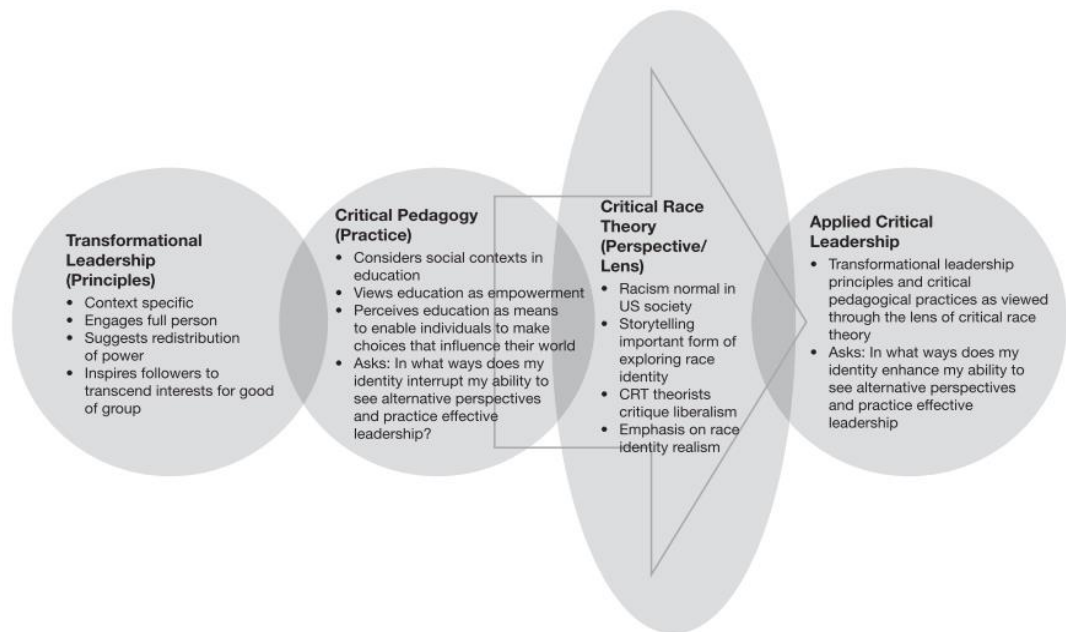 Transformational
Leadership
(Principles)
• Context specific
• Engages full person
• Suggests redistribution
of power
• Inspires followers to
transcend interests for good
of group
Critical Pedagogy
(Practice)
• Considers social contexts in
education
• Views education as empowerment
• Perceives education as means
to enable individuals to make
choices that influence their world
• Asks: In what ways does my
identity interrupt my ability to
see alternative perspectives
and practice effective
leadership?
Critical Race
Theory
(Perspective/
Lens)
• Racism normal in
US society
• Storytelling
important form of
exploring race
identity
• CRT theorists
critique liberalism
• Emphasis on race
identity realism
Applied Critical
Leadership
• Transformational leadership
principles and critical
pedagogical practices as viewed
through the lens of critical race
theory
• Asks: In what ways does my
identity enhance my ability to
see alternative perspectives
and practice effective
leadership